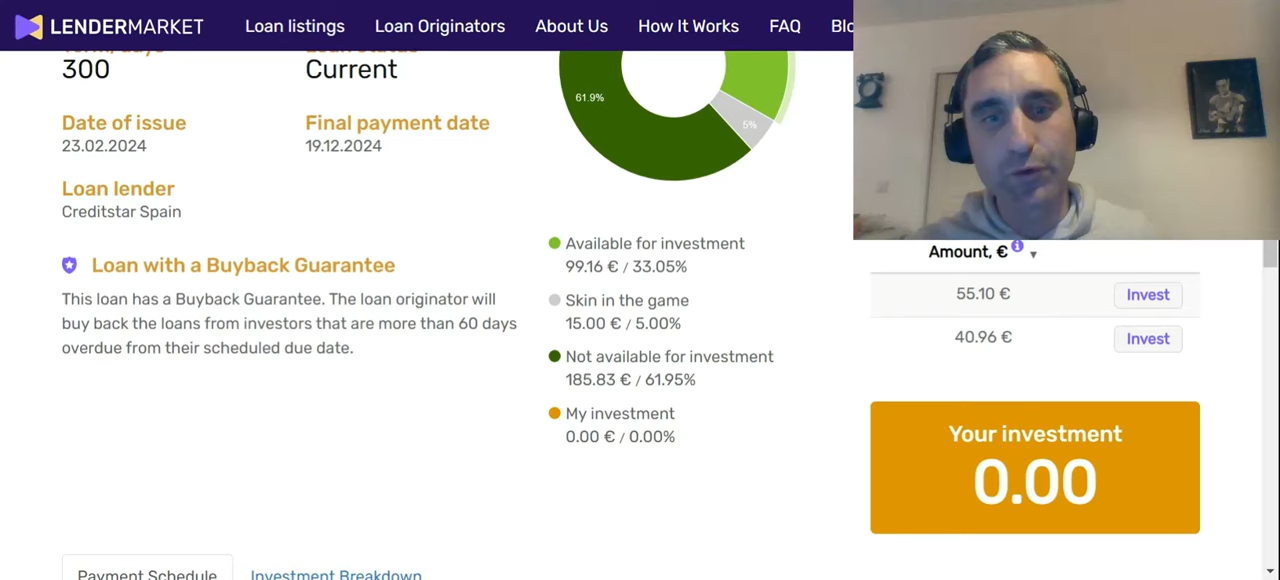 LENDERMARKET
Loan listings
Loan Originators
About Us
How It Works
FAQ
Blo
300
Current
Date of issue
23.02.2024
Final payment date
19.12.2024
Loan lender
Creditstar Spain
Loan with a Buyback Guarantee
This loan has a Buyback Guarantee. The loan originator will
buy back the loans from investors that are more than 60 days
overdue from their scheduled due date.
61.9%
5%
Available for investment
99.16 € / 33.05%
Skin in the game
15.00 € / 5.00%
Not available for investment
185.83 € / 61.95%
My investment
0.00 € / 0.00%
Amount, €
55.10 € Invest
40.96 € Invest
Your investment
0.00
Payment Schedule
Investment Breakdown